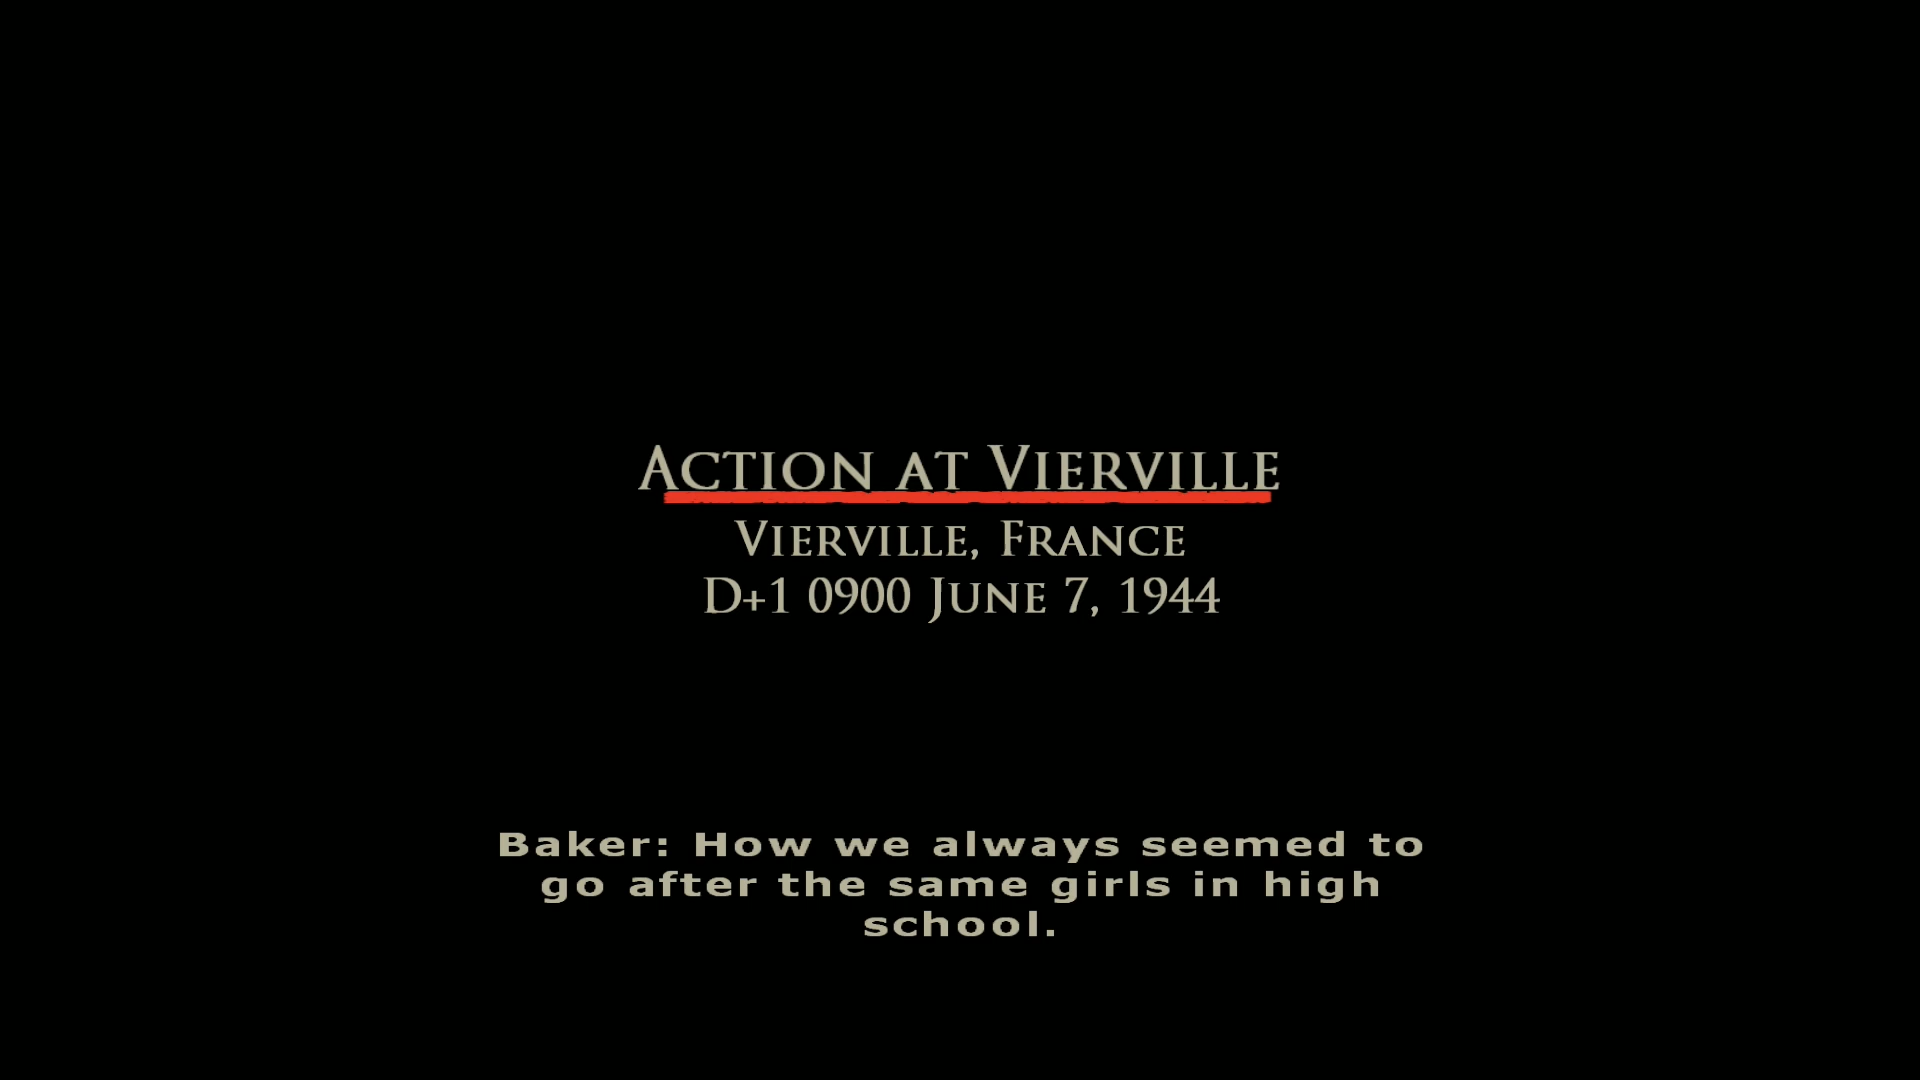 Action at Vierville
Vierville, France
D+1 0900 June 7, 1944
Baker: How we always seemed to
go after the same girls in high
school.